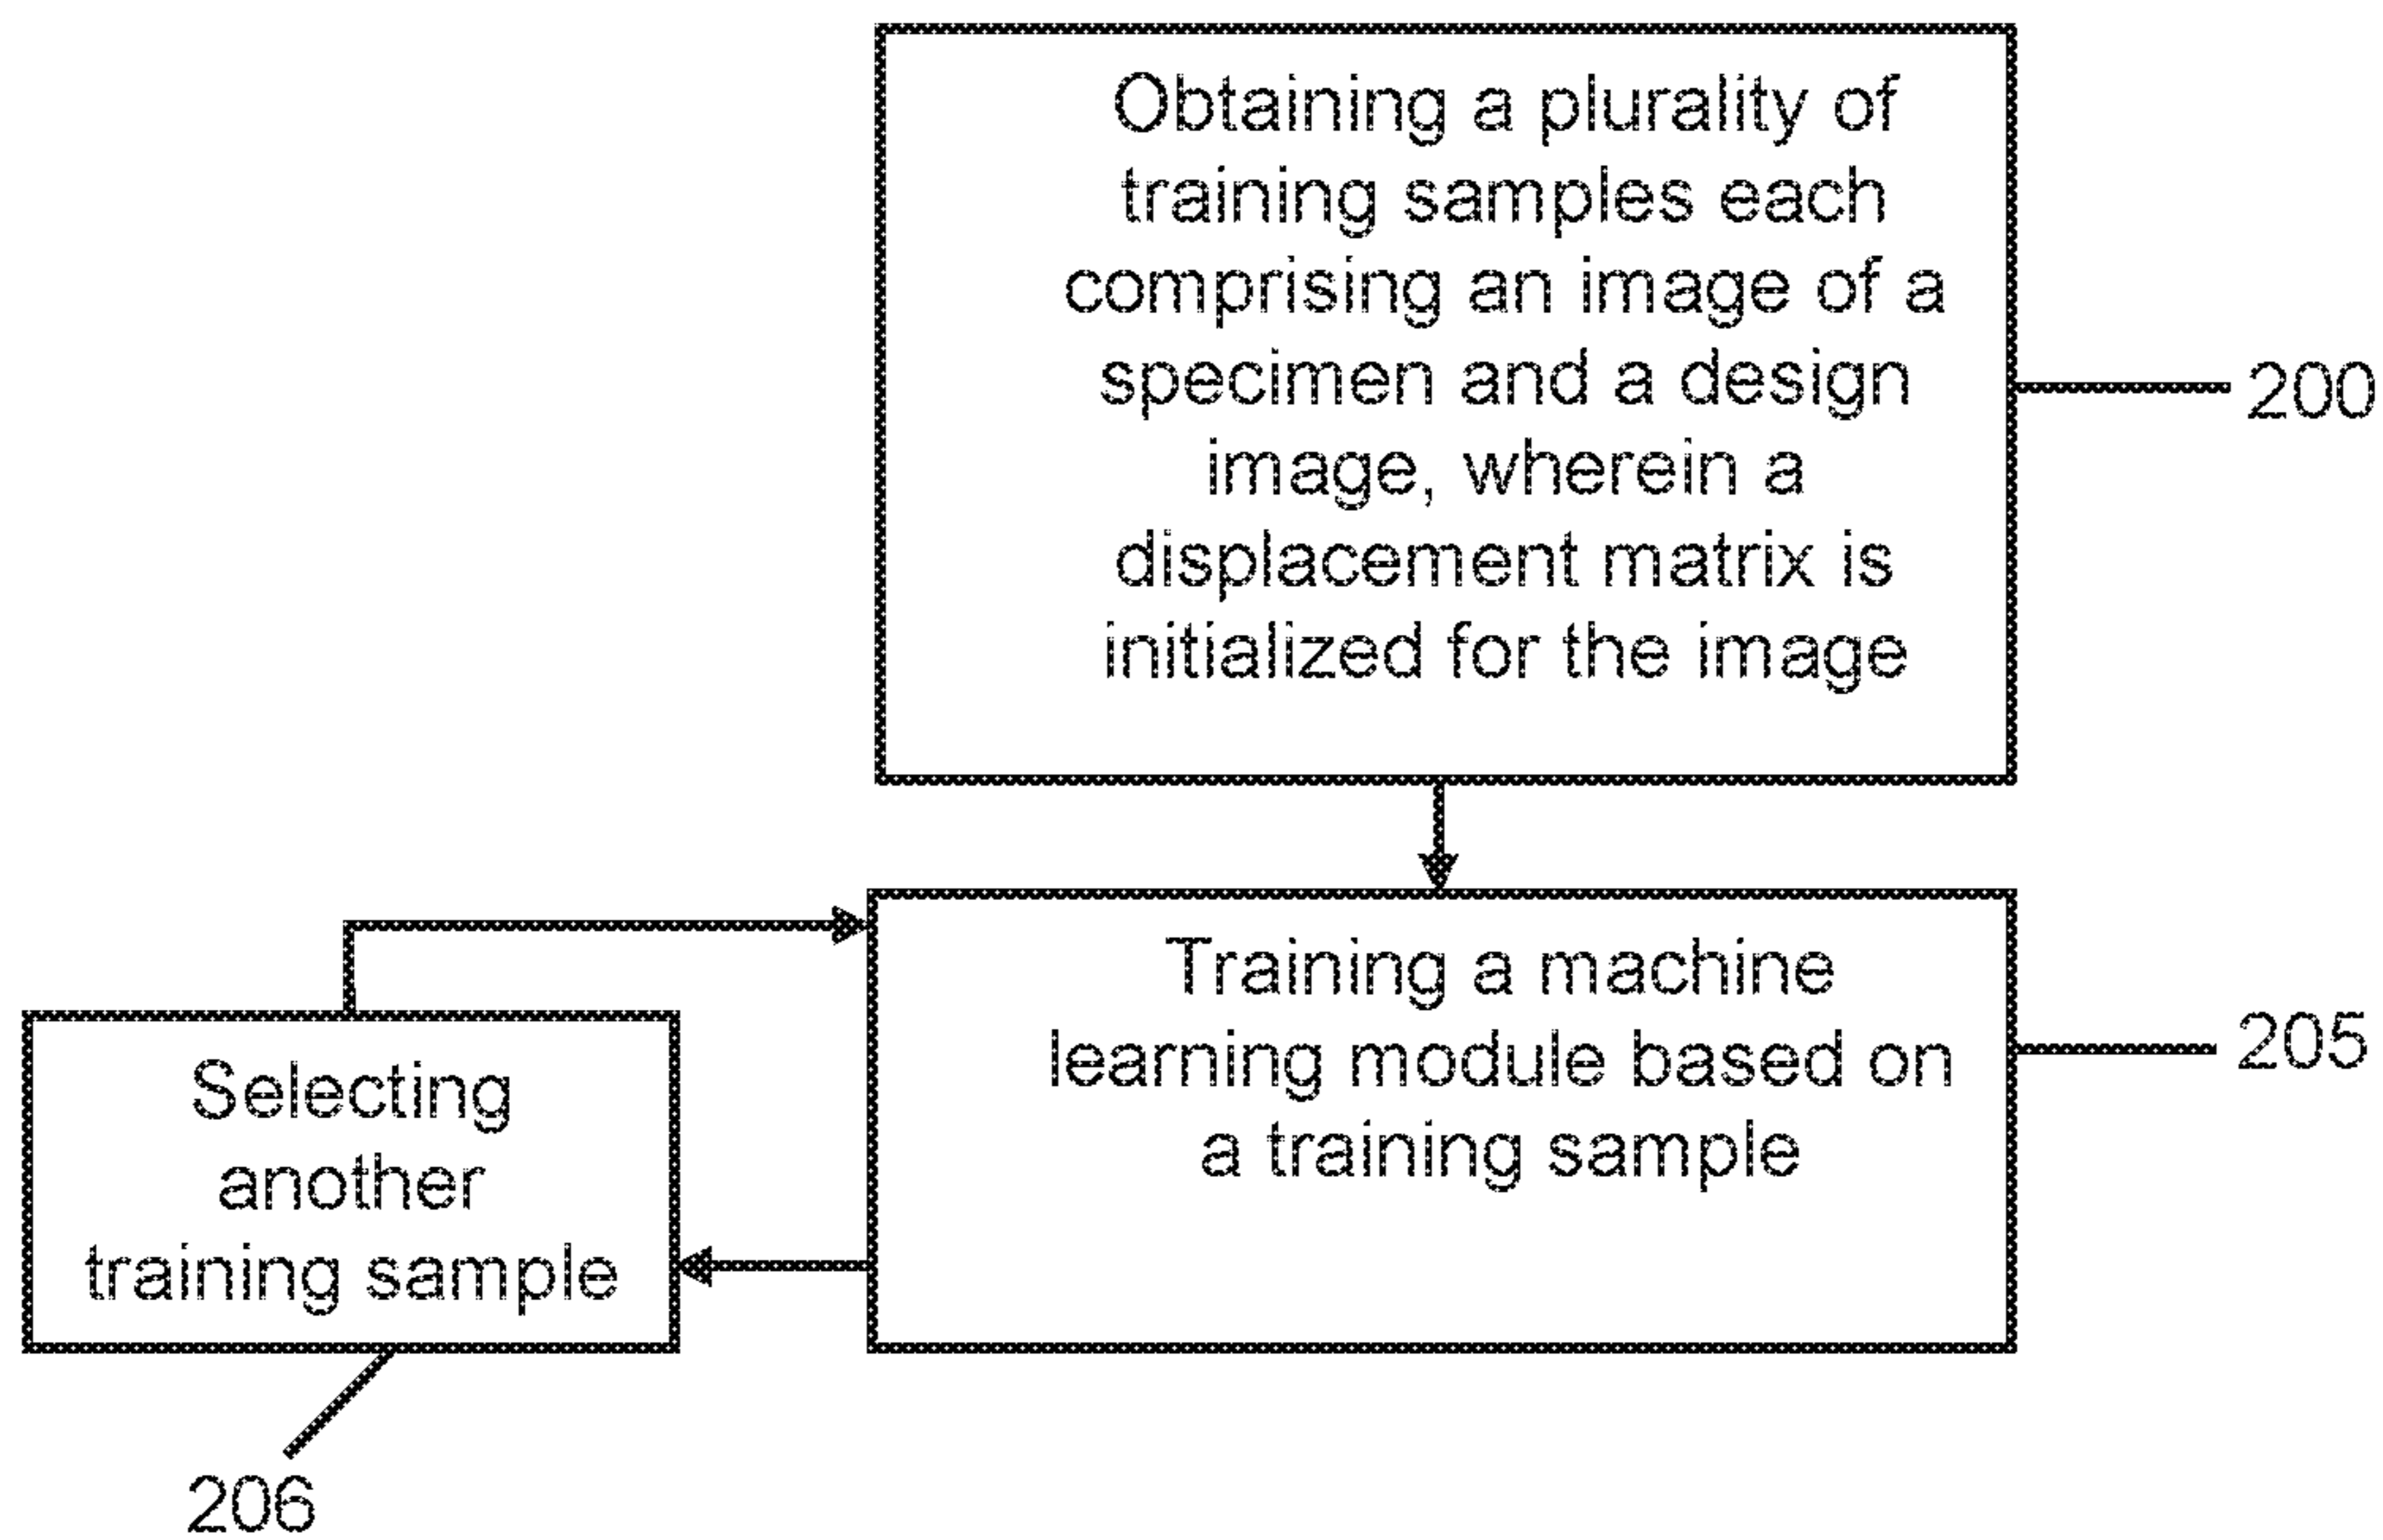 Obtaining a plurality of
training samples each
comprising an image of a
specimen and a design
image, wherein a
displacement matrix is
initialized for the image
200
Training a machine
learning module based on
a training sample
205
Selecting
another
training sample
206